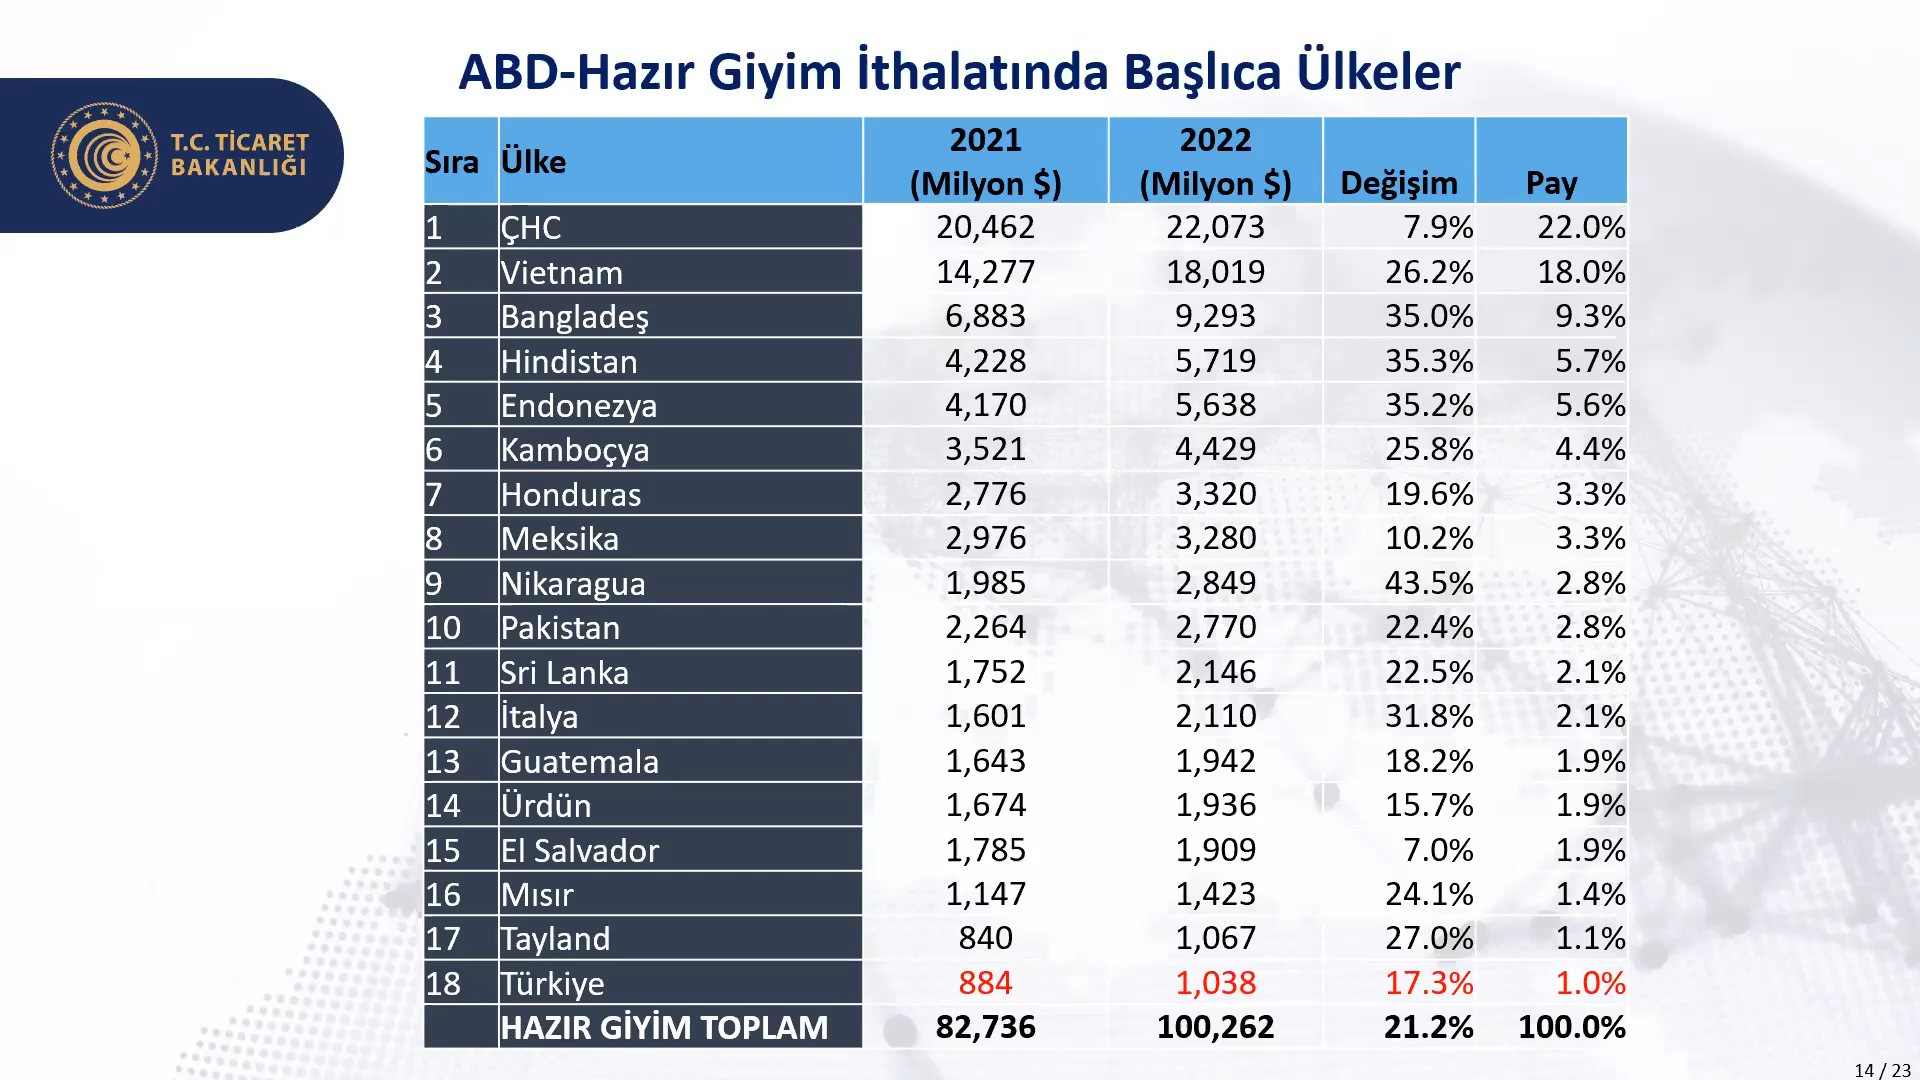 ABD-Hazır Giyim İthalatında Başlıca Ülkeler
T.C. TİCARET
BAKANLIĞI
Sıra Ülke 2021 (Milyon $) 2022 (Milyon $) Değişim Pay
1 ÇHC 20,462 22,073 7.9% 22.0%
2 Vietnam 14,277 18,019 26.2% 18.0%
3 Bangladeş 6,883 9,293 35.0% 9.3%
4 Hindistan 4,228 5,719 35.3% 5.7%
5 Endonezya 4,170 5,638 35.2% 5.6%
6 Kamboçya 3,521 4,429 25.8% 4.4%
7 Honduras 2,776 3,320 19.6% 3.3%
8 Meksika 2,976 3,280 10.2% 3.3%
9 Nikaragua 1,985 2,849 43.5% 2.8%
10 Pakistan 2,264 2,770 22.4% 2.8%
11 Sri Lanka 1,752 2,146 22.5% 2.1%
12 İtalya 1,601 2,110 31.8% 2.1%
13 Guatemala 1,643 1,942 18.2% 1.9%
14 Ürdün 1,674 1,936 15.7% 1.9%
15 El Salvador 1,785 1,909 7.0% 1.9%
16 Mısır 1,147 1,423 24.1% 1.4%
17 Tayland 840 1,067 27.0% 1.1%
18 Türkiye 884 1,038 17.3% 1.0%
HAZIR GİYİM TOPLAM 82,736 100,262 21.2% 100.0%
14 / 23